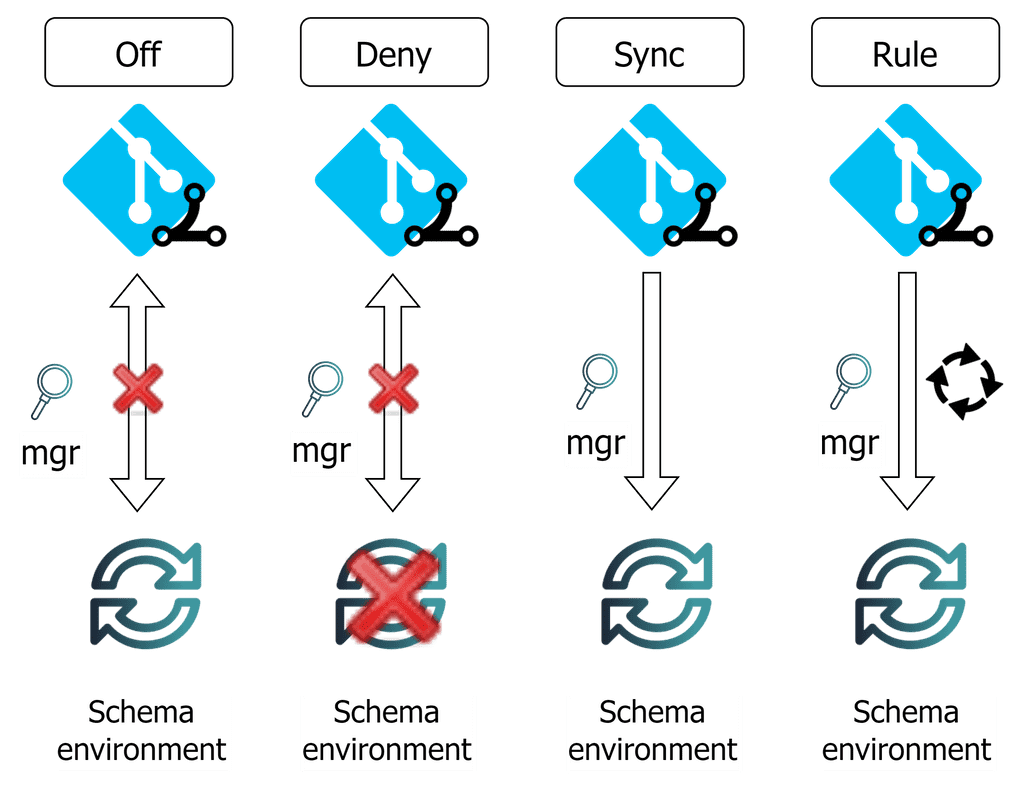 Off
Deny
Sync
Rule
mgr
mgr
mgr
mgr
Schema
environment
Schema
environment
Schema
environment
Schema
environment